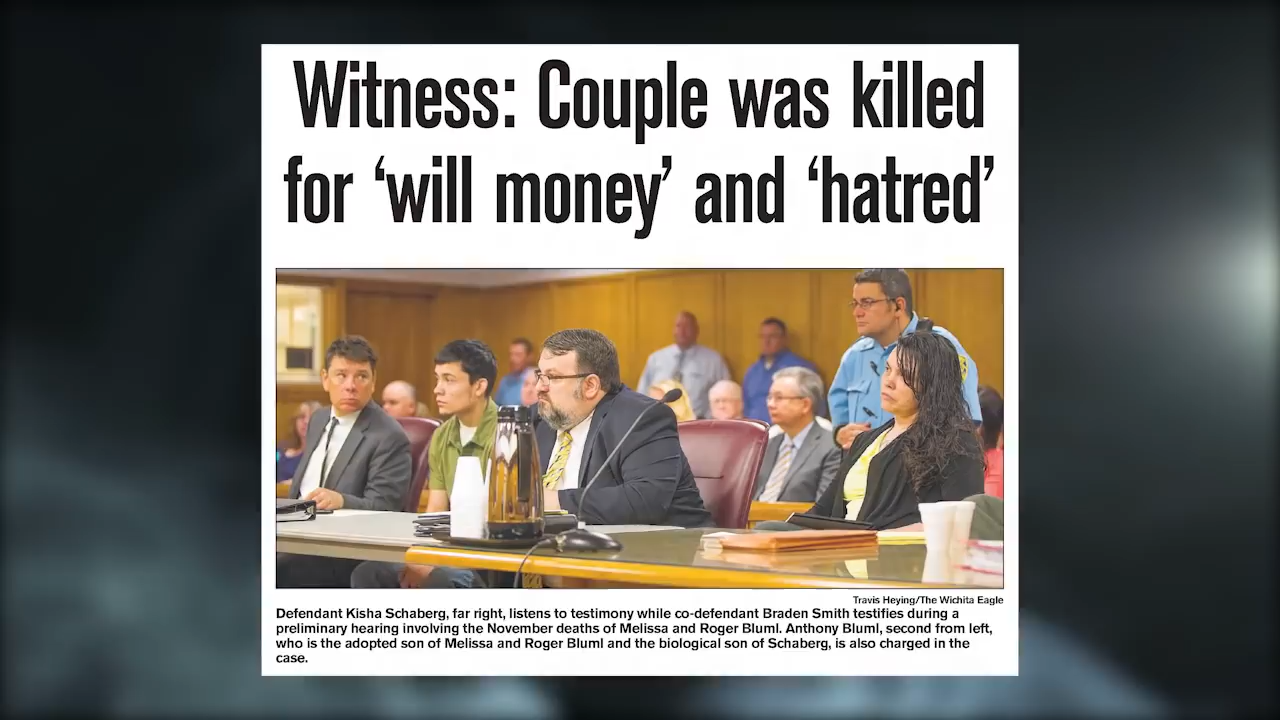 Witness: Couple was killed
for ‘will money’ and ‘hatred’
Travis Heying/The Wichita Eagle
Defendant Kisha Schaberg, far right, listens to testimony while co-defendant Braden Smith testifies during a
preliminary hearing involving the November deaths of Melissa and Roger Bluml. Anthony Bluml, second from left,
who is the adopted son of Melissa and Roger Bluml and the biological son of Schaberg, is also charged in the
case.